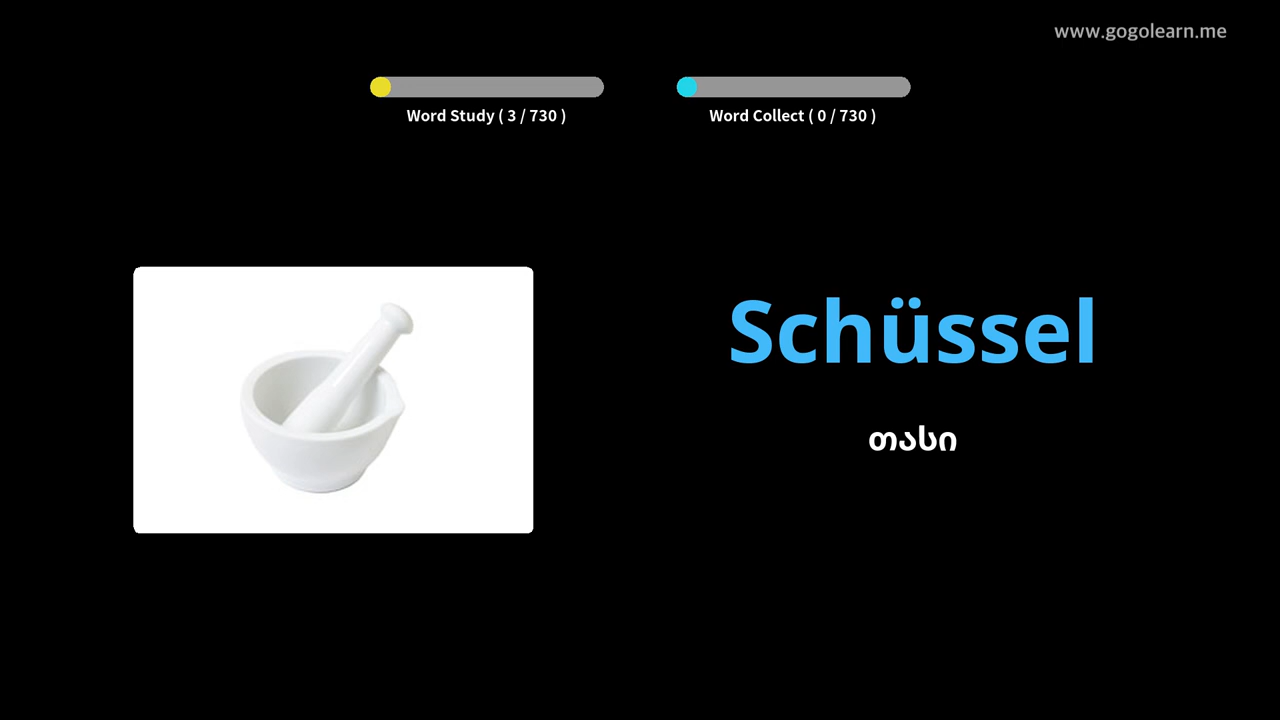 www.gogolearn.me
Word Study ( 3 / 730 )
Word Collect ( 0 / 730 )
Schüssel
თასი